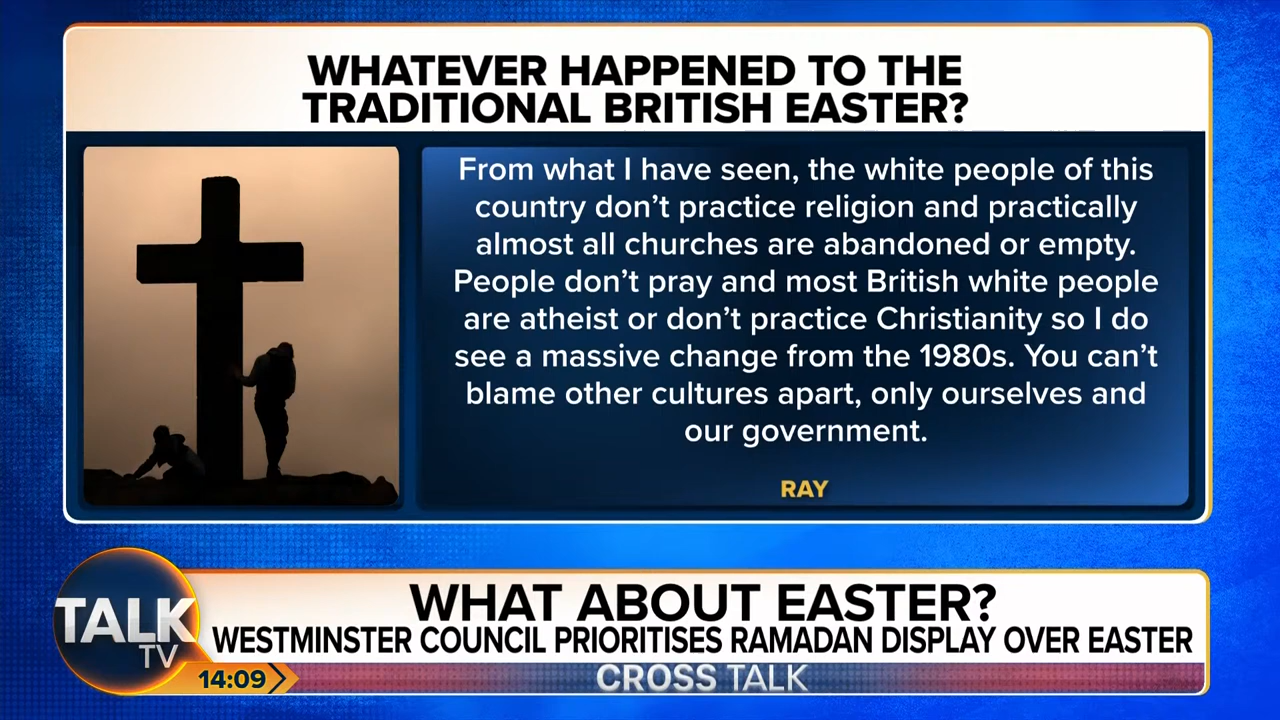 WHATEVER HAPPENED TO THE
TRADITIONAL BRITISH EASTER?
From what I have seen, the white people of this
country don't practice religion and practically
almost all churches are abandoned or empty.
People don't pray and most British white people
are atheist or don't practice Christianity so I do
see a massive change from the 1980s. You can't
blame other cultures apart, only ourselves and
our government.
RAY
WHAT ABOUT EASTER?
WESTMINSTER COUNCIL PRIORITISES RAMADAN DISPLAY OVER EASTER
TALK
TV
14:09
CROSS TALK